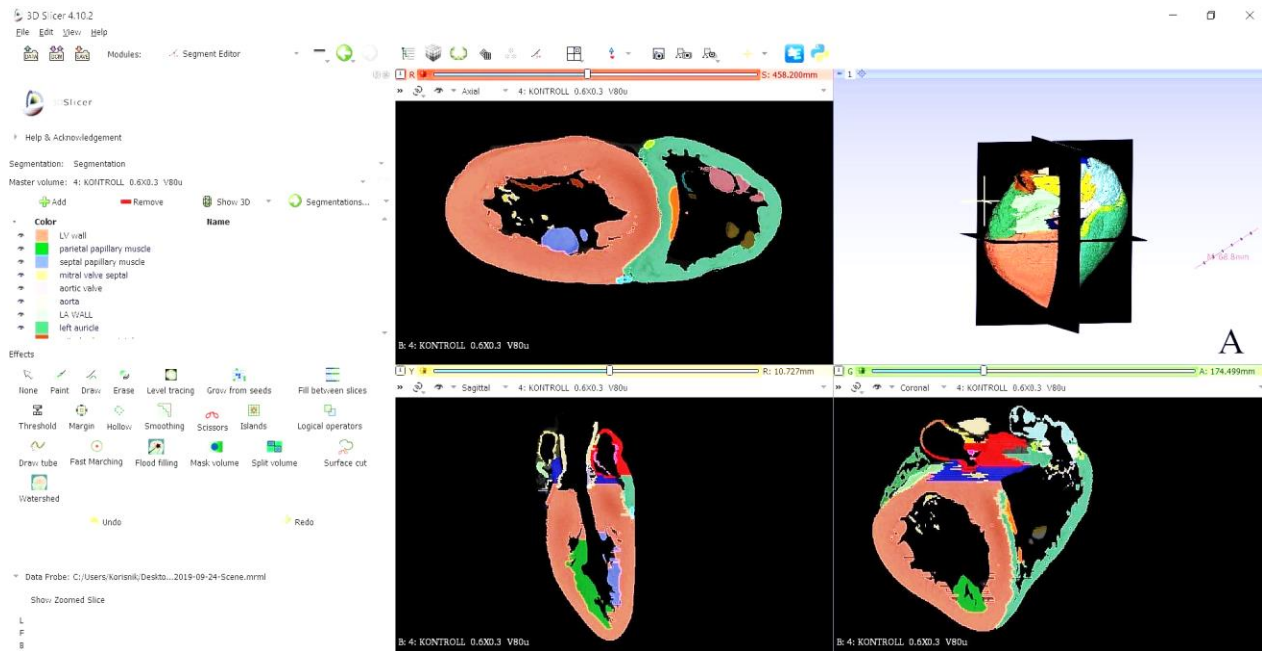 3D Slicer 4.10.2
File Edit View Help
DATA DCM SAVE Modules: Segment Editor
3DSlicer
Help & Acknowledgement
Segmentation: Segmentation
Master volume: 4: KONTROLL 0.6X0.3 V80u
Add Remove Show 3D Segmentations...
Color Name
LV wall
parietal papillary muscle
septal papillary muscle
mitral valve septal
aortic valve
aorta
LA WALL
left auricle
Effects
None Paint Draw Erase Level tracing Grow from seeds Fill between slices
Threshold Margin Hollow Smoothing Scissors Islands Logical operators
Draw tube Fast Marching Flood filling Mask volume Split volume Surface cut
Watershed
Undo Redo
Data Probe: C:/Users/Korisnik/Deskto...2019-09-24-Scene.mrml
Show Zoomed Slice
L
F
B
R S: 458.200mm
Axial 4: KONTROLL 0.6X0.3 V80u
B: 4: KONTROLL 0.6X0.3 V80u
1
A
Y R: 10.727mm
Sagittal 4: KONTROLL 0.6X0.3 V80u
B: 4: KONTROLL 0.6X0.3 V80u
G A: 174.499mm
Coronal 4: KONTROLL 0.6X0.3 V80u
B: 4: KONTROLL 0.6X0.3 V80u